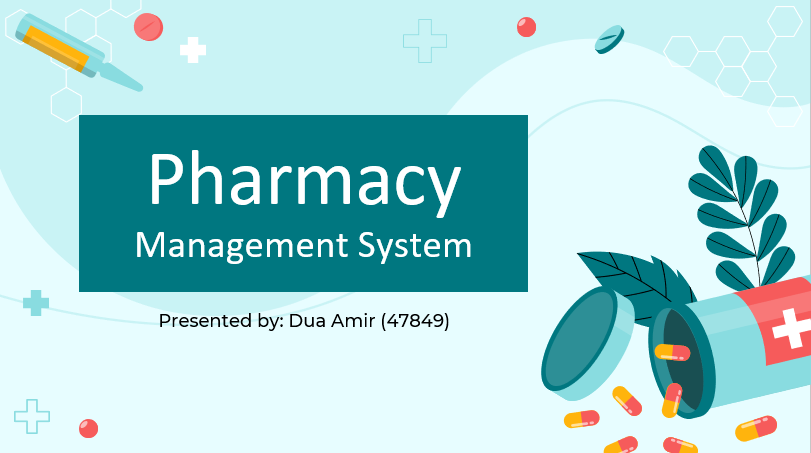 Pharmacy
Management System
Presented by: Dua Amir (47849)